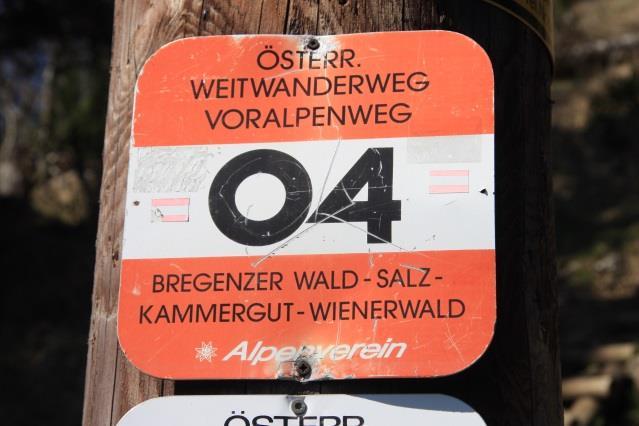 ÖSTERR.
WEITWANDERWEG
VORALPENWEG
04
BREGENZER WALD - SALZ -
KAMMERGUT - WIENERWALD
Alpenverein
ÖSTERR.